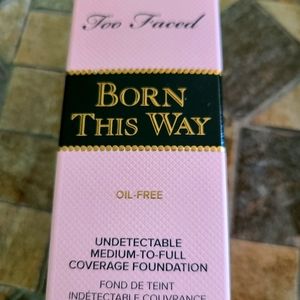 Too Faced
BORN
THIS WAY
OIL-FREE
UNDETECTABLE
MEDIUM-TO-FULL
COVERAGE FOUNDATION
FOND DE TEINT
INDÉTECTABLE COUVRANCE